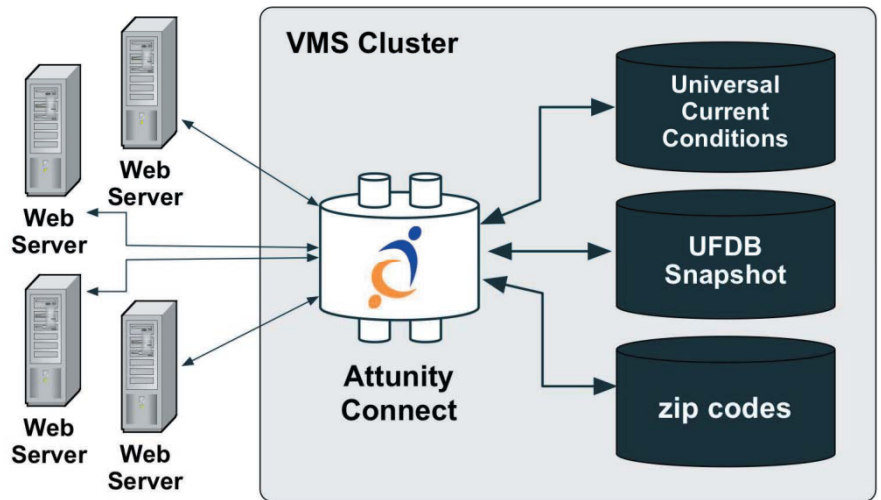 VMS Cluster
Web
Server
Web
Server
Web
Server
Web
Server
Attunity
Connect
Universal
Current
Conditions
UFDB
Snapshot
zip codes